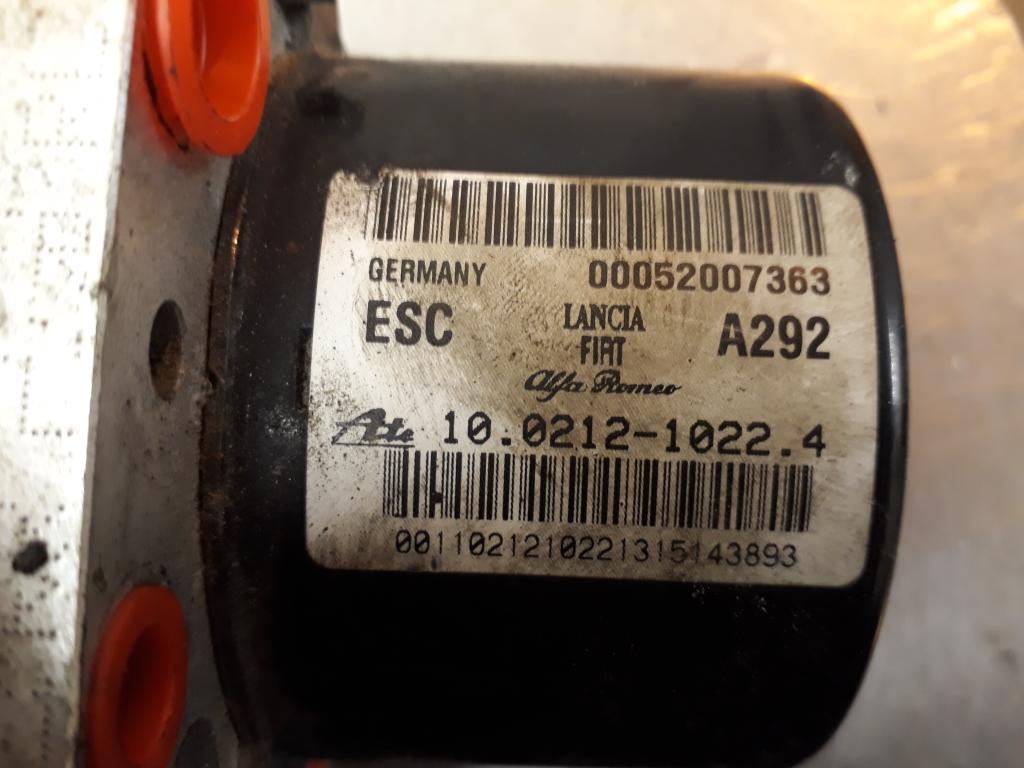 GERMANY 00052007363
ESC LANCIA A292
FIAT
Alfa Romeo
Ate 10.0212-1022.4
0011021210221315143893